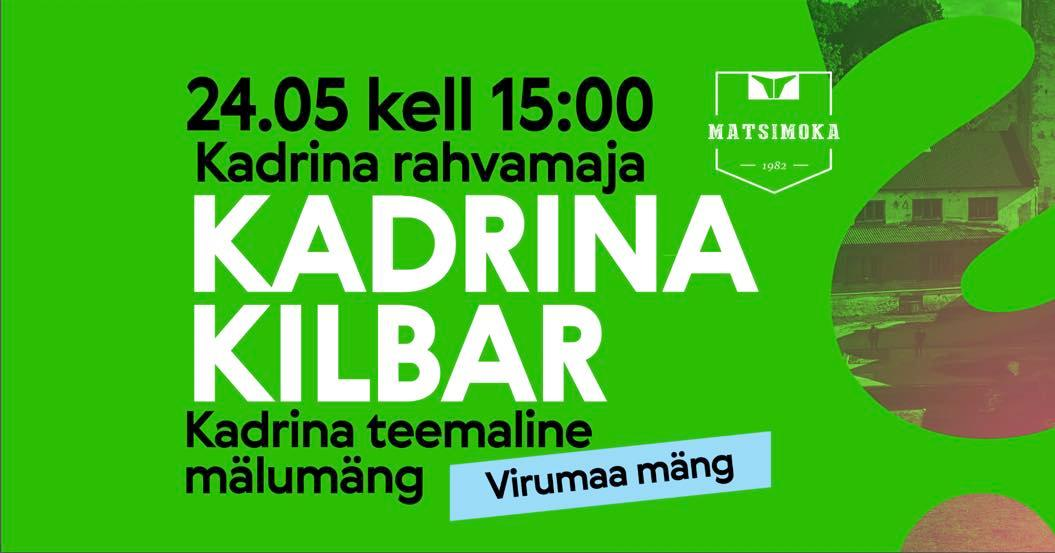 24.05 kell 15:00
Kadrina rahvamaja
MATSIMOKA
1982
KADRINA
KILBAR
Kadrina teemaline
mälumäng
Virumaa mäng